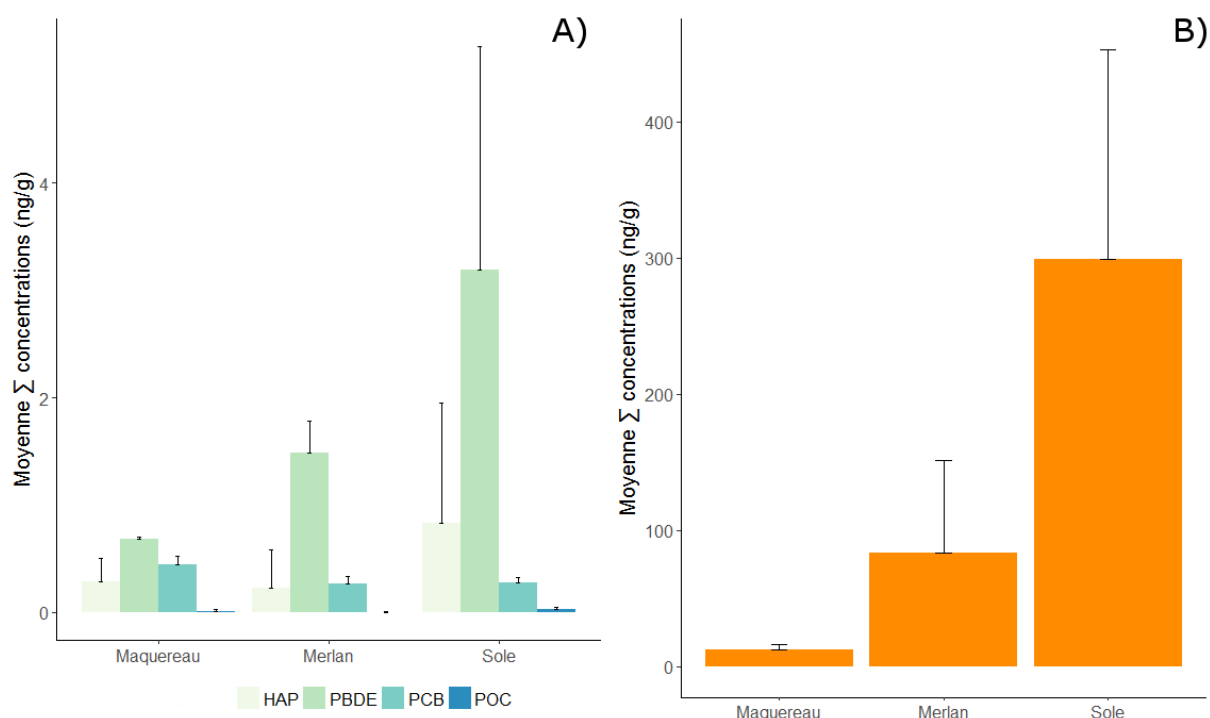 A)
Moyenne ∑ concentrations (ng/g)
4
2
0
Maquereau Merlan Sole
HAP PBDE PCB POC
B)
Moyenne ∑ concentrations (ng/g)
400
300
200
100
0
Maquereau Merlan Sole